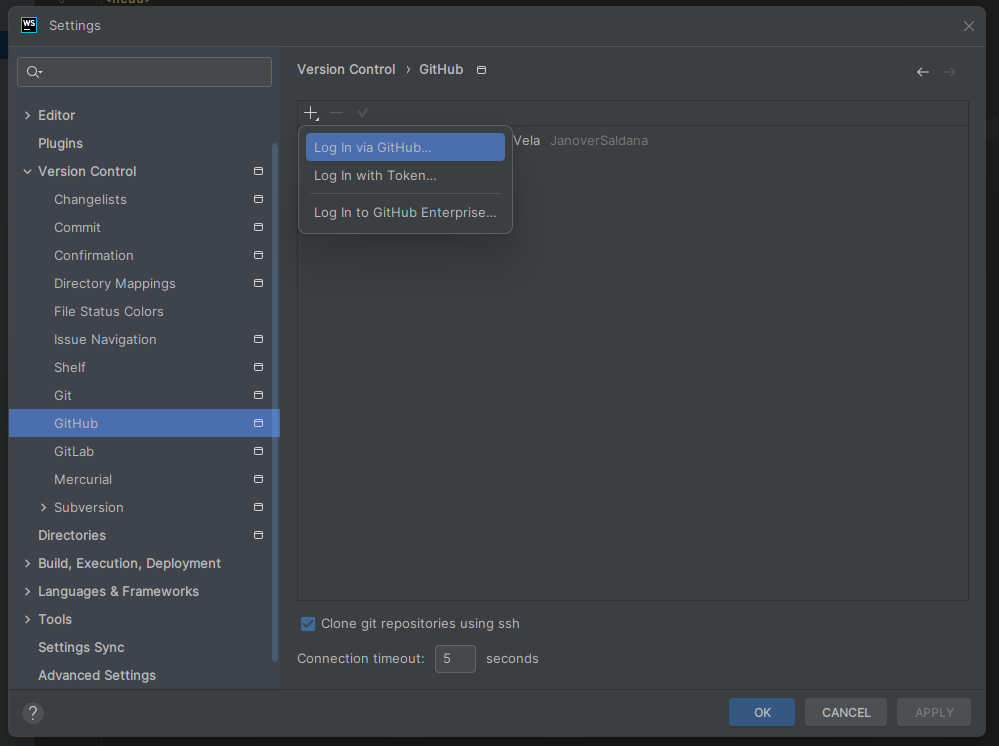 WS Settings
Version Control › GitHub
Editor
Plugins
Version Control
Changelists
Commit
Confirmation
Directory Mappings
File Status Colors
Issue Navigation
Shelf
Git
GitHub
GitLab
Mercurial
Subversion
Directories
Build, Execution, Deployment
Languages & Frameworks
Tools
Settings Sync
Advanced Settings
Vela JanoverSaldana
Log In via GitHub...
Log In with Token...
Log In to GitHub Enterprise...
Clone git repositories using ssh
Connection timeout: 5 seconds
? OK CANCEL APPLY